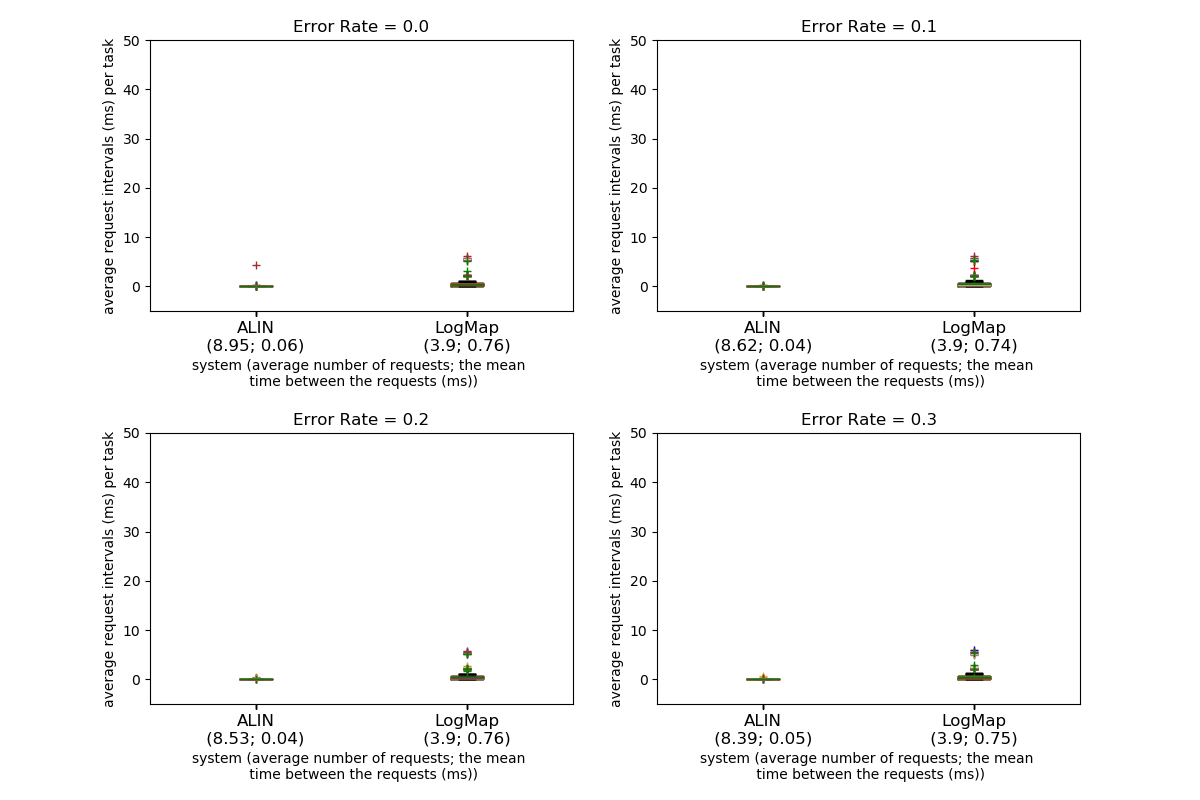 Error Rate = 0.0
average request intervals (ms) per task
50
40
30
20
10
0
ALIN
(8.95; 0.06)
LogMap
(3.9; 0.76)
system (average number of requests; the mean
time between the requests (ms))
Error Rate = 0.1
average request intervals (ms) per task
50
40
30
20
10
0
ALIN
(8.62; 0.04)
LogMap
(3.9; 0.74)
system (average number of requests; the mean
time between the requests (ms))
Error Rate = 0.2
average request intervals (ms) per task
50
40
30
20
10
0
ALIN
(8.53; 0.04)
LogMap
(3.9; 0.76)
system (average number of requests; the mean
time between the requests (ms))
Error Rate = 0.3
average request intervals (ms) per task
50
40
30
20
10
0
ALIN
(8.39; 0.05)
LogMap
(3.9; 0.75)
system (average number of requests; the mean
time between the requests (ms))